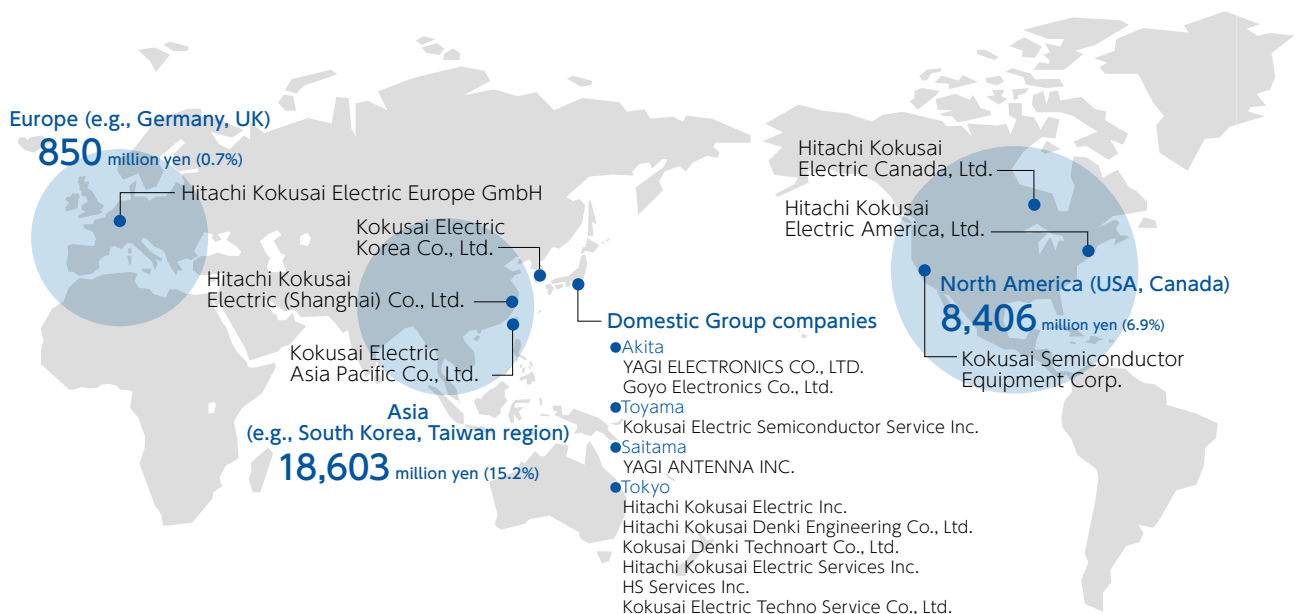 Europe (e.g., Germany, UK)
850 million yen (0.7%)
Hitachi Kokusai Electric Europe GmbH
Kokusai Electric
Korea Co., Ltd.
Hitachi Kokusai
Electric (Shanghai) Co., Ltd.
Kokusai Electric
Asia Pacific Co., Ltd.
Asia
(e.g., South Korea, Taiwan region)
18,603 million yen (15.2%)
Domestic Group companies
●Akita
YAGI ELECTRONICS CO., LTD.
Goyo Electronics Co., Ltd.
●Toyama
Kokusai Electric Semiconductor Service Inc.
●Saitama
YAGI ANTENNA INC.
●Tokyo
Hitachi Kokusai Electric Inc.
Hitachi Kokusai Denki Engineering Co., Ltd.
Kokusai Denki Technoart Co., Ltd.
Hitachi Kokusai Electric Services Inc.
HS Services Inc.
Kokusai Electric Techno Service Co., Ltd.
Hitachi Kokusai
Electric Canada, Ltd.
Hitachi Kokusai
Electric America, Ltd.
North America (USA, Canada)
8,406 million yen (6.9%)
Kokusai Semiconductor
Equipment Corp.